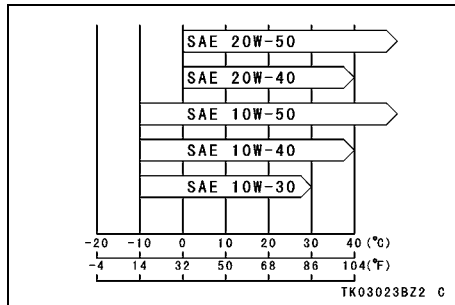 SAE 20W-50
SAE 20W-40
SAE 10W-50
SAE 10W-40
SAE 10W-30
-20 -10 0 10 20 30 40 (°C)
-4 14 32 50 68 86 104(°F)
TK03023BZ2 C